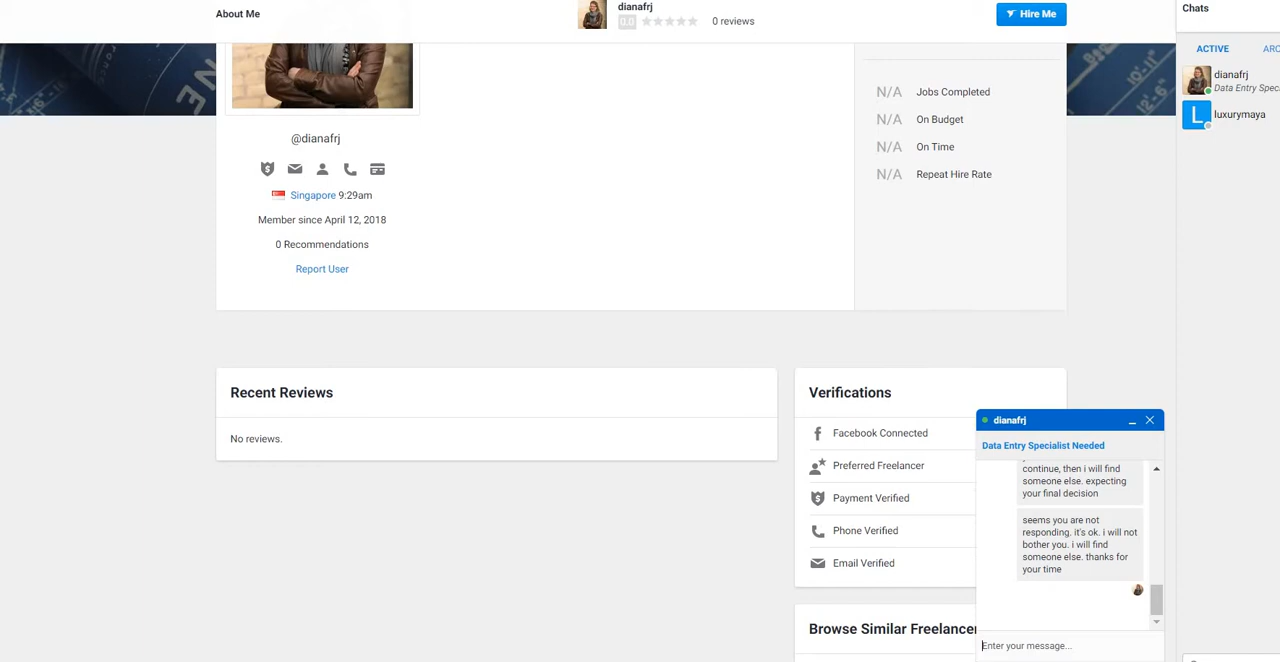 About Me
dianafrj
0.0
0 reviews
Hire Me
Chats
ACTIVE
ARC
dianafrj
Data Entry Spec
L
luxurymaya
@dianafrj
Singapore 9:29am
Member since April 12, 2018
0 Recommendations
Report User
N/A Jobs Completed
N/A On Budget
N/A On Time
N/A Repeat Hire Rate
Recent Reviews
No reviews.
Verifications
Facebook Connected
Preferred Freelancer
Payment Verified
Phone Verified
Email Verified
Browse Similar Freelancer
dianafrj
Data Entry Specialist Needed
continue, then i will find
someone else. expecting
your final decision
seems you are not
responding. it's ok. i will not
bother you. i will find
someone else. thanks for
your time
Enter your message...